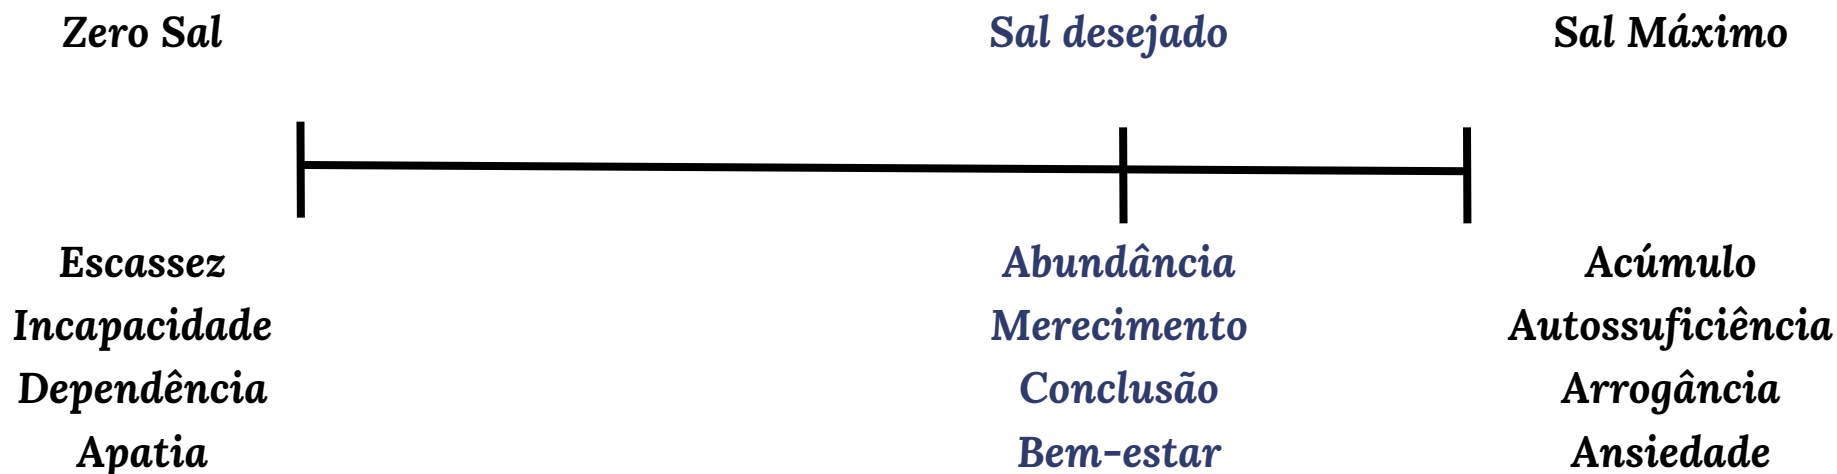 Zero Sal
Sal desejado
Sal Máximo
Escassez
Abundância
Acúmulo
Incapacidade
Merecimento
Autossuficiência
Dependência
Conclusão
Arrogância
Apatia
Bem-estar
Ansiedade